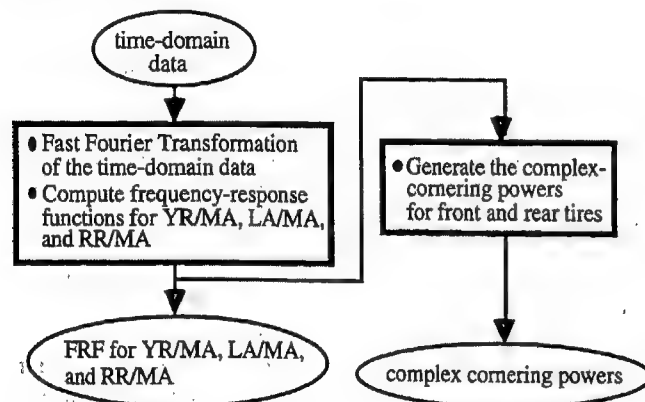 time-domain
data
● Fast Fourier Transformation
of the time-domain data
● Compute frequency-response
functions for YR/MA, LA/MA,
and RR/MA
● Generate the complex-
cornering powers
for front and rear tires
FRF for YR/MA, LA/MA,
and RR/MA
complex cornering powers